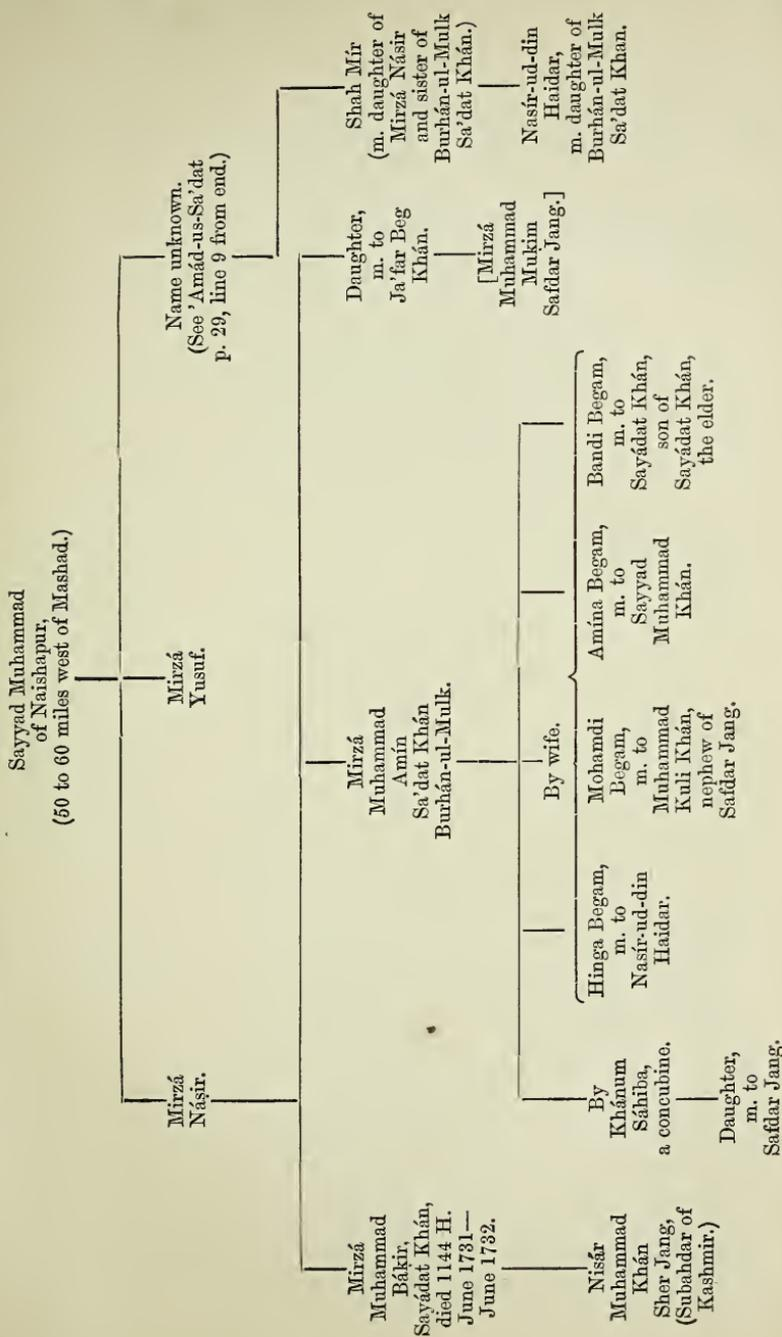 Sayyad Muhammad
of Naishapur,
(50 to 60 miles west of Mashad.)
Mirzá
Náṣir.
Mirzá
Yusuf.
Name unknown.
(See 'Amád-us-Sa'dat
p. 29, line 9 from end.)
Mirzá
Muhammad
Báḳir,
Sayádat Khán,
died 1144 H.
June 1731—
June 1732.
Mirzá
Muhammad
Amín
Sa'dat Khán
Burhán-ul-Mulk.
Daughter,
m. to
Ja'far Beg
Khán.
Shah Mír
(m. daughter of
Mirzá Násir
and sister of
Burhán-ul-Mulk
Sa'dat Khán.)
Nisár
Muhammad
Khán
Sher Jang,
(Subahdar of
Kashmir.)
By
Khánum
Sáhiba,
a concubine.
Daughter,
m. to
Safdar Jang.
By wife.
Hinga Begam,
m. to
Nasír-ud-din
Haidar.
Mohamdi
Begam,
m. to
Muhammad
Kuli Khán,
nephew of
Safdar Jang.
Amína Begam,
m. to
Sayyad
Muhammad
Khán.
Bandi Begam,
m. to
Sayádat Khán,
son of
Sayádat Khán,
the elder.
[Mirzá
Muhammad
Muḳim
Safdar Jang.]
Nasír-ud-din
Haidar,
m. daughter of
Burhán-ul-Mulk
Sa'dat Khan.